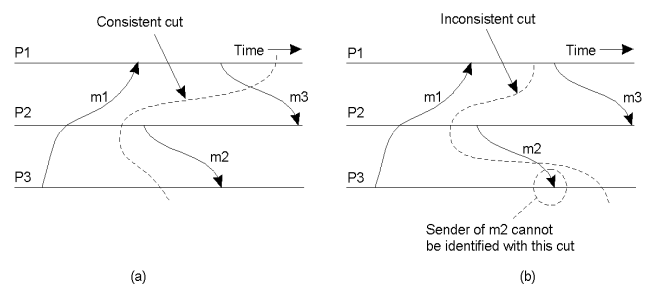 Consistent cut
Time
P1
m1
m3
P2
m2
P3
(a)
Inconsistent cut
Time
P1
m1
m3
P2
m2
P3
Sender of m2 cannot
be identified with this cut
(b)